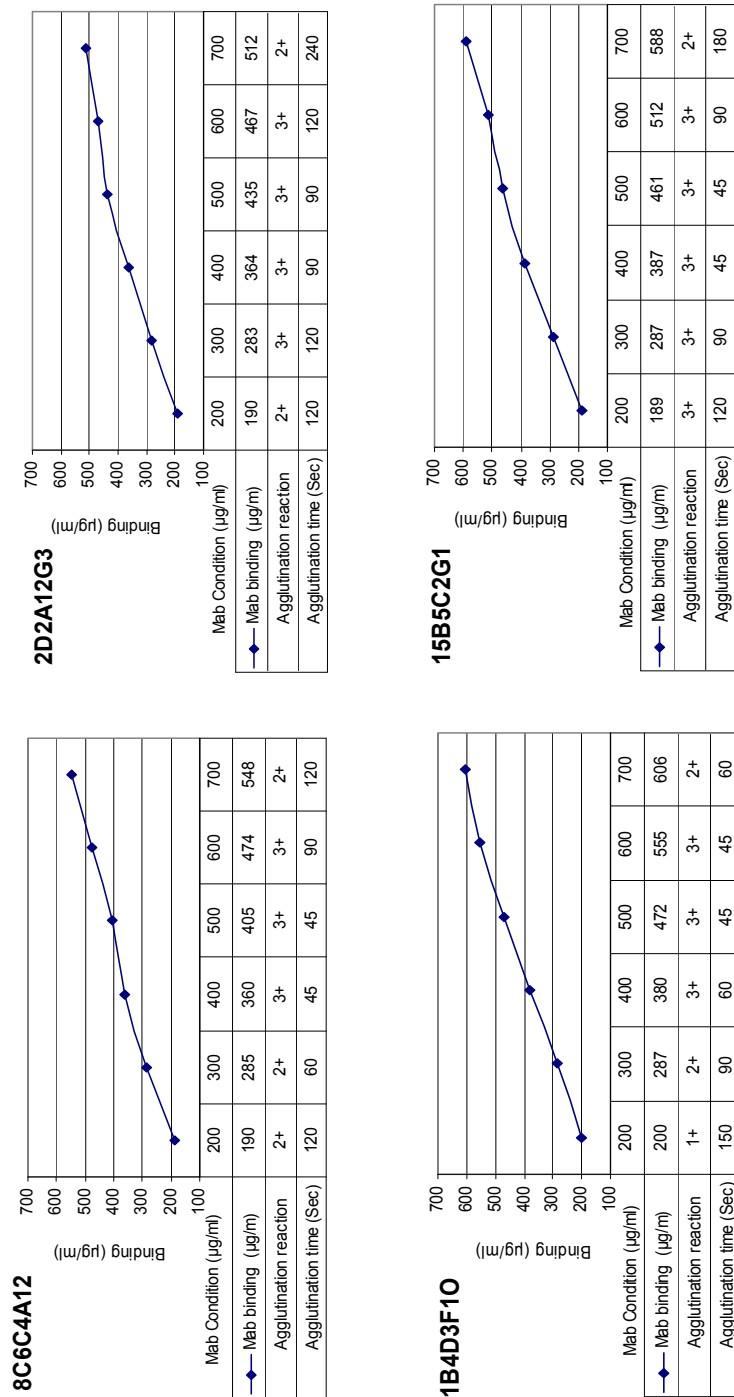 8C6C4A12
700
600
500
400
300
200
100
Binding (µg/ml)
Mab Condition (µg/ml) 200 300 400 500 600 700
Mab binding (µg/m) 190 285 360 405 474 548
Agglutination reaction 2+ 2+ 3+ 3+ 3+ 2+
Agglutination time (Sec) 120 60 45 45 90 120
2D2A12G3
700
600
500
400
300
200
100
Binding (µg/ml)
Mab Condition (µg/ml) 200 300 400 500 600 700
Mab binding (µg/m) 190 283 364 435 467 512
Agglutination reaction 2+ 3+ 3+ 3+ 3+ 2+
Agglutination time (Sec) 120 120 90 90 120 240
1B4D3F1O
700
600
500
400
300
200
100
Binding (µg/ml)
Mab Condition (µg/ml) 200 300 400 500 600 700
Mab binding (µg/m) 200 287 380 472 555 606
Agglutination reaction 1+ 2+ 3+ 3+ 3+ 2+
Agglutination time (Sec) 150 90 60 45 45 60
15B5C2G1
700
600
500
400
300
200
100
Binding (µg/ml)
Mab Condition (µg/ml) 200 300 400 500 600 700
Mab binding (µg/m) 189 287 387 461 512 588
Agglutination reaction 3+ 3+ 3+ 3+ 3+ 2+
Agglutination time (Sec) 120 90 45 45 90 180